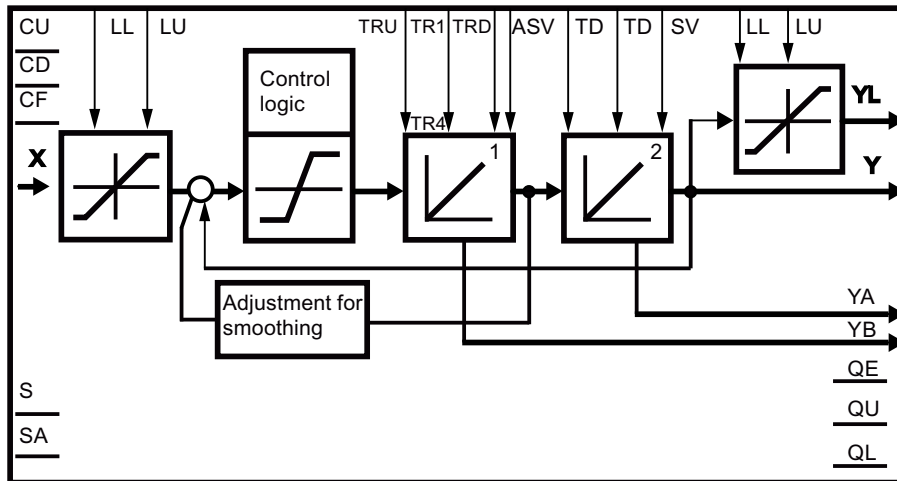 CU
LL
LU
TRU
TR1
TRD
ASV
TD
TD
SV
LL
LU
CD
CF
Control
logic
YL
TR4
1
2
X
Y
Adjustment for
smoothing
YA
YB
QE
S
QU
SA
QL